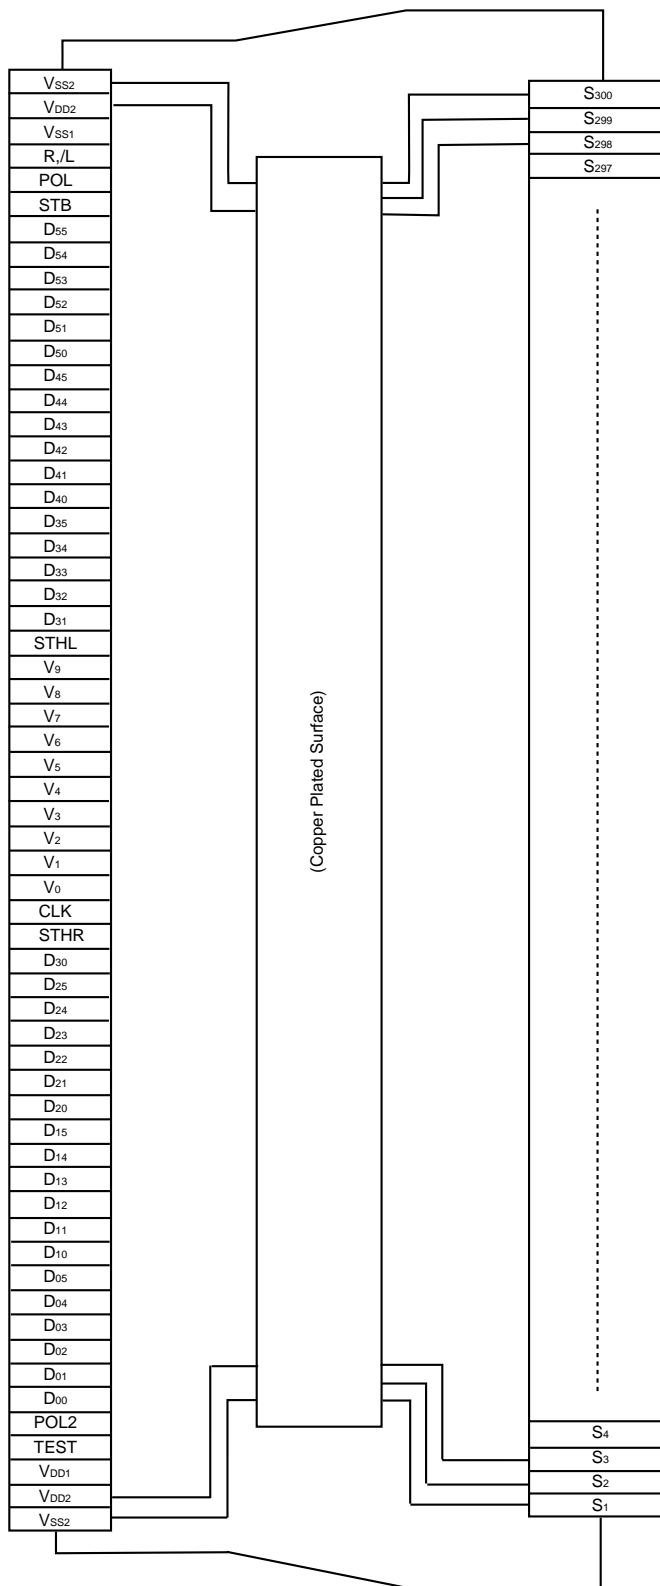 VSS2
VDD2
VSS1
R,/L
POL
STB
D55
D54
D53
D52
D51
D50
D45
D44
D43
D42
D41
D40
D35
D34
D33
D32
D31
STHL
V9
V8
V7
V6
V5
V4
V3
V2
V1
V0
CLK
STHR
D30
D25
D24
D23
D22
D21
D20
D15
D14
D13
D12
D11
D10
D05
D04
D03
D02
D01
D00
POL2
TEST
VDD1
VDD2
VSS2
(Copper Plated Surface)
S300
S299
S298
S297
S4
S3
S2
S1